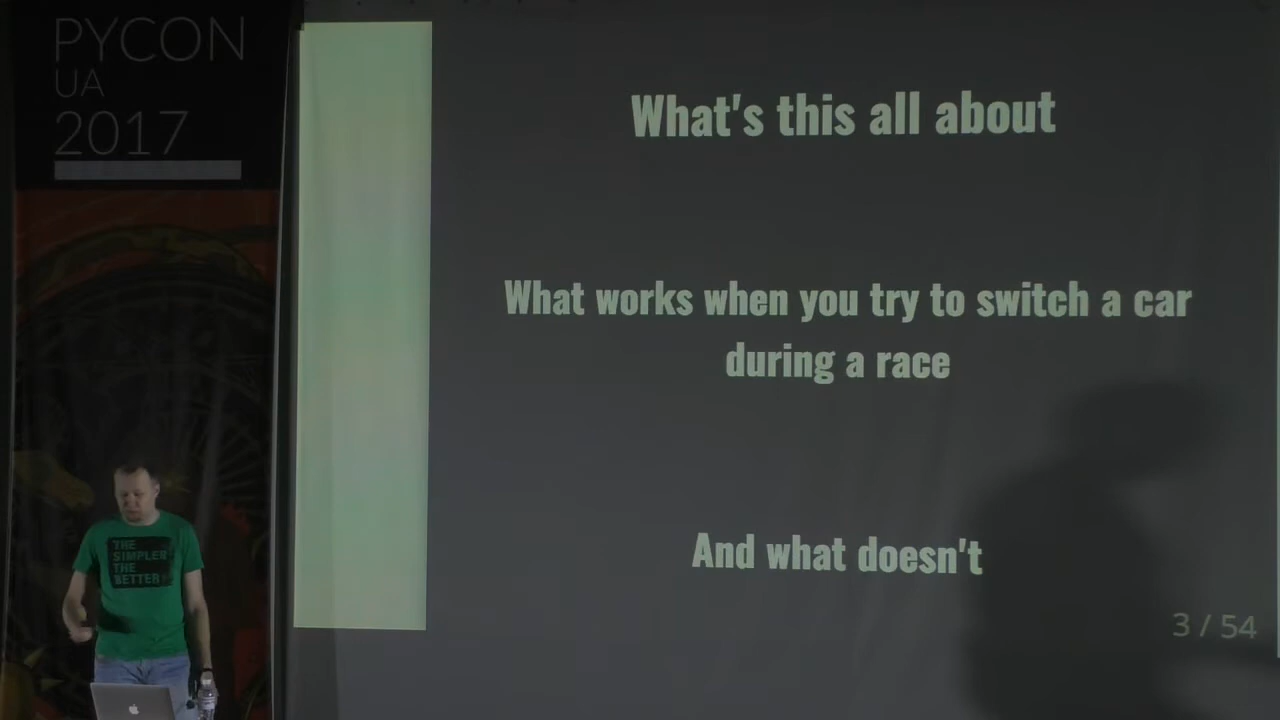 PYCON
UA
2017
What's this all about
What works when you try to switch a car
during a race
And what doesn't
3 / 54
THE
SIMPLER
THE
BETTER